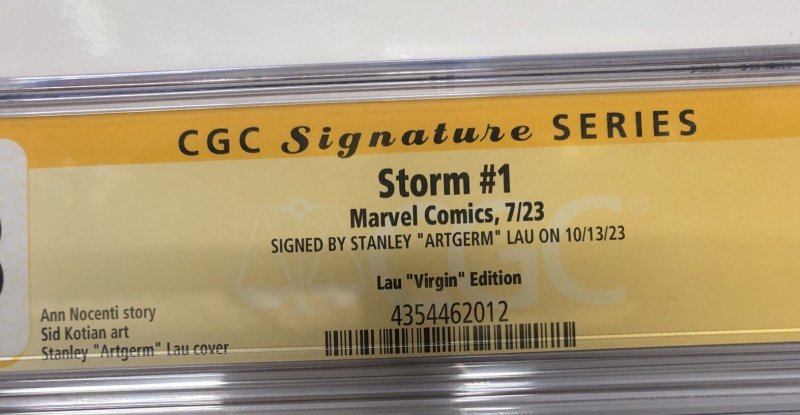 CGC Signature SERIES
Storm #1
Marvel Comics, 7/23
SIGNED BY STANLEY "ARTGERM" LAU ON 10/13/23
CGC®
Lau "Virgin" Edition
4354462012
Ann Nocenti story
Sid Kotian art
Stanley "Artgerm" Lau cover